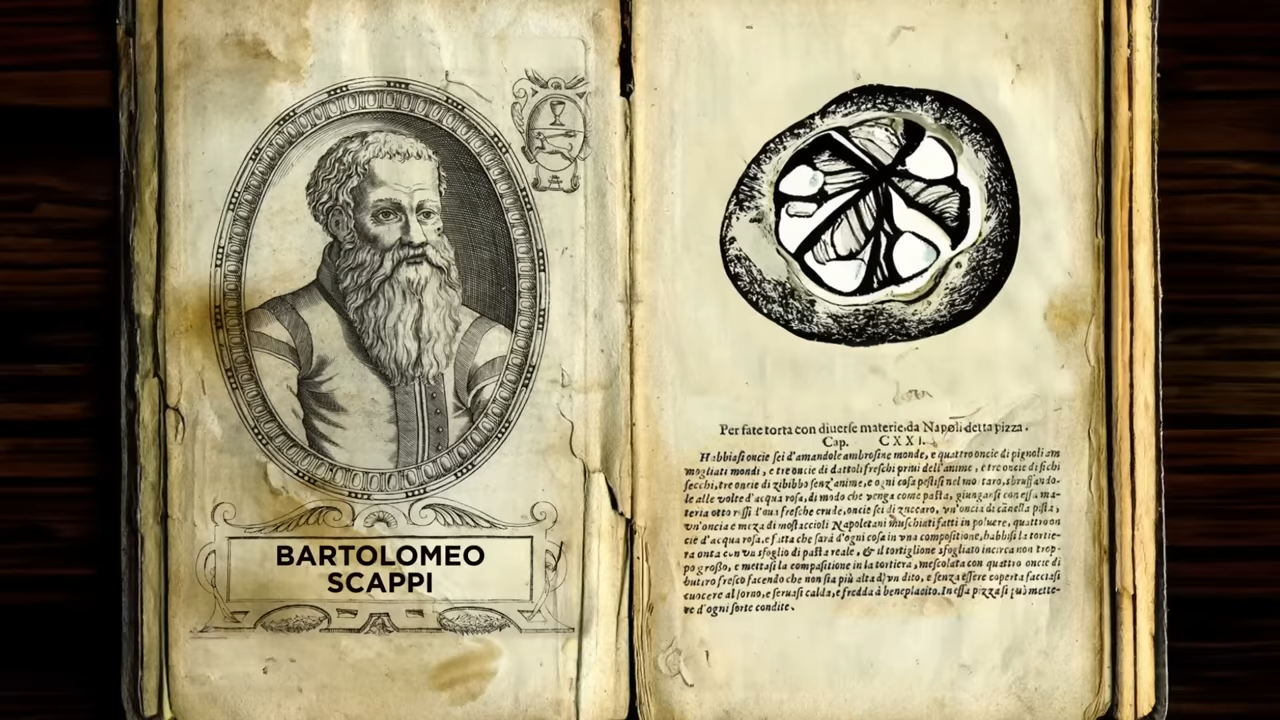 BARTOLOMEO
SCAPPI
Per fate torta con diuerse materie, da Napoli detta pizza.
Cap. CXXI.
Habbiasi oncie sei d'amandole ambrosine monde, e quattro oncie di pignoli am
mogliati mondi, e tre oncie di dattoli freschi priui dell'anime, e tre oncie di fichi
secchi, tre oncie di zibibbo senz'anime, e ogni cosa pestisi nel mortaro, sbruffando-
le alle volte d'acqua rosa, di modo che venga come pasta, giungansi con essa ma-
teria otto rossi d'oua fresche crude, oncie sei di zuccaro, vn'oncia di canella pista,
vn'oncia e meza di mostaccioli Napoletani muschiati fatti in poluere, quattro on
cie d'acqua rosa, e fatta che sarà d'ogni cosa in vna compositione, habbisi la tortie-
ra onta con vn sfoglio di pasta reale, & il tortiglione sfogliato incirca non trop-
po grosso, e mettasi la compositione in la tortiera, mescolata con quattro oncie di
butiro fresco facendo che non sia più alta d'vn dito, e senza essere coperta facciasi
cuocere al forno, e seruasi calda, e fredda à beneplacito. In essa pizza si può mette-
re d'ogni sorte condite.